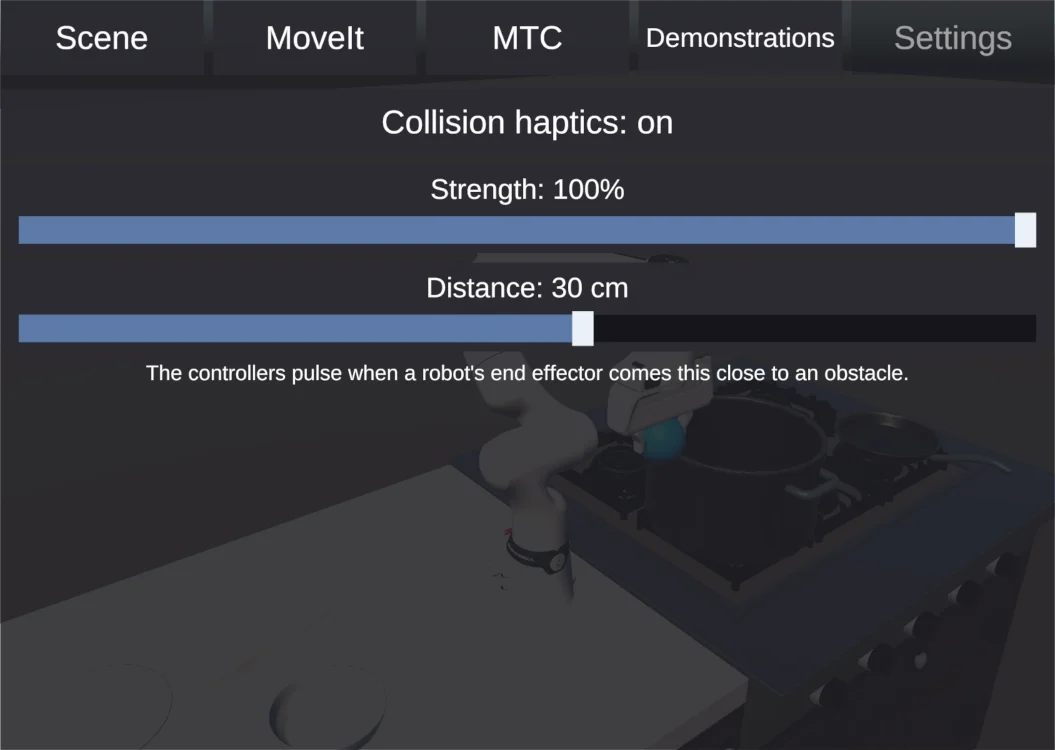 Scene
MoveIt
MTC
Demonstrations
Settings
Collision haptics: on
Strength: 100%
Distance: 30 cm
The controllers pulse when a robot's end effector comes this close to an obstacle.